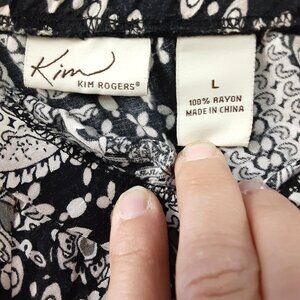 Kim
KIM ROGERS®
L
100% RAYON
MADE IN CHINA